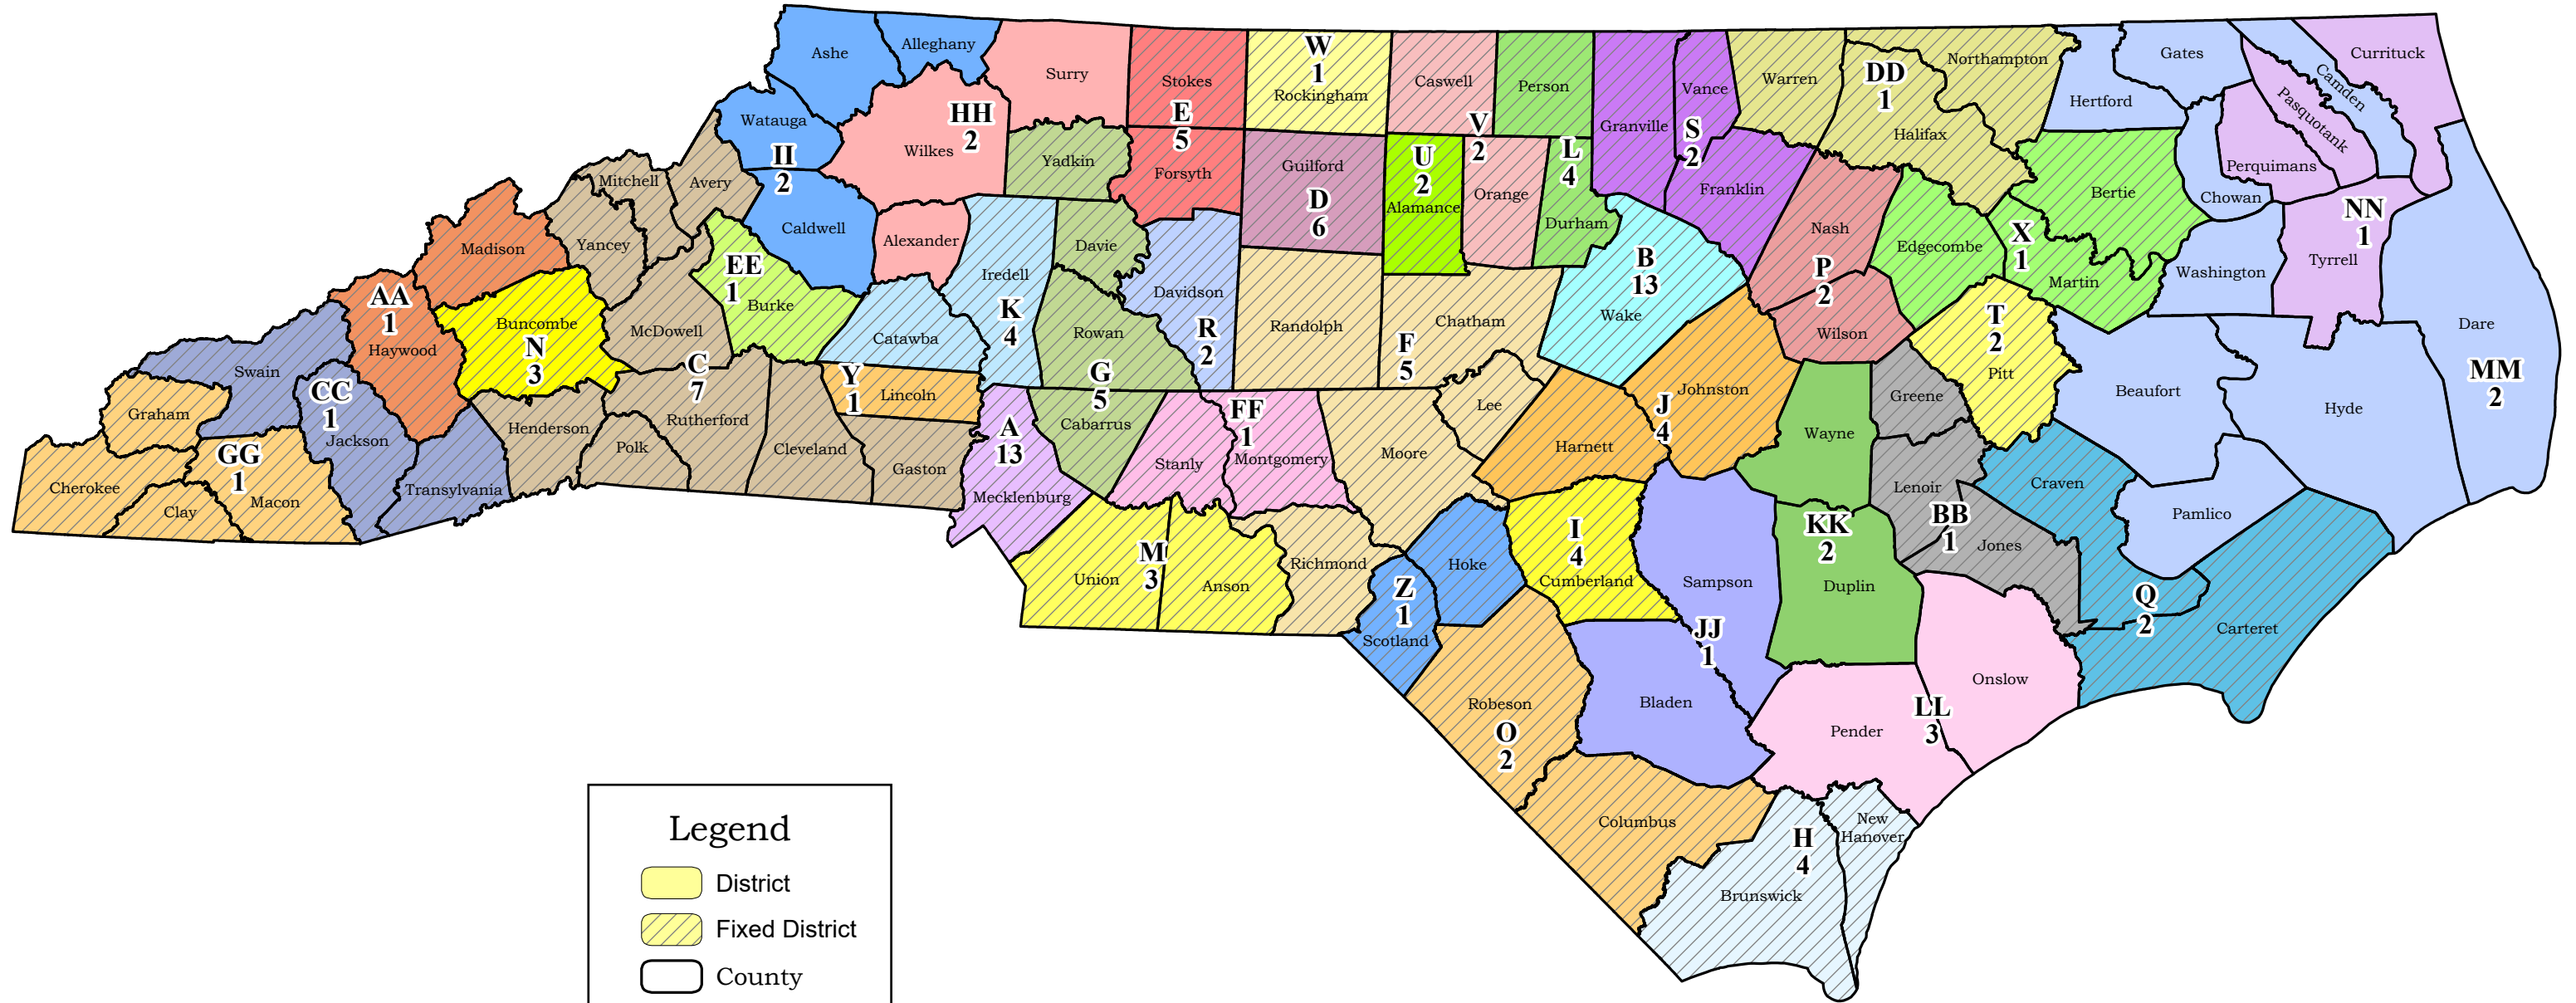 Ashe
Alleghany
Surry
Stokes
E
5
W
1
Rockingham
Caswell
Person
Granville
Vance
S
2
Warren
DD
1
Halifax
Northampton
Hertford
Gates
Camden
Currituck
Pasquotank
Perquimans
Chowan
Watauga
II
2
HH
2
Wilkes
Yadkin
Forsyth
Guilford
D
6
U
2
Alamance
V
2
Orange
L
4
Durham
Franklin
Nash
P
2
Wilson
Edgecombe
X
1
Martin
Bertie
Washington
NN
1
Tyrrell
Dare
MM
2
Mitchell
Avery
Caldwell
Alexander
Iredell
K
4
Davie
Davidson
R
2
Madison
Yancey
EE
1
Burke
Catawba
Rowan
G
5
Cabarrus
Randolph
Chatham
F
5
B
13
Wake
T
2
Pitt
Beaufort
Hyde
AA
1
Haywood
Buncombe
N
3
McDowell
C
7
Rutherford
Y
1
Lincoln
Swain
CC
1
Jackson
Graham
Henderson
Polk
Cleveland
Gaston
A
13
Mecklenburg
Stanly
FF
1
Montgomery
Moore
Lee
Harnett
J
4
Johnston
Wayne
Greene
Lenoir
Craven
Pamlico
Cherokee
GG
1
Macon
Clay
Transylvania
M
3
Union
Anson
Richmond
Z
1
Scotland
Hoke
I
4
Cumberland
Sampson
KK
2
Duplin
BB
1
Jones
Q
2
Carteret
JJ
1
Bladen
Robeson
O
2
Pender
LL
3
Onslow
Columbus
H
4
Brunswick
New
Hanover
Legend
District
Fixed District
County